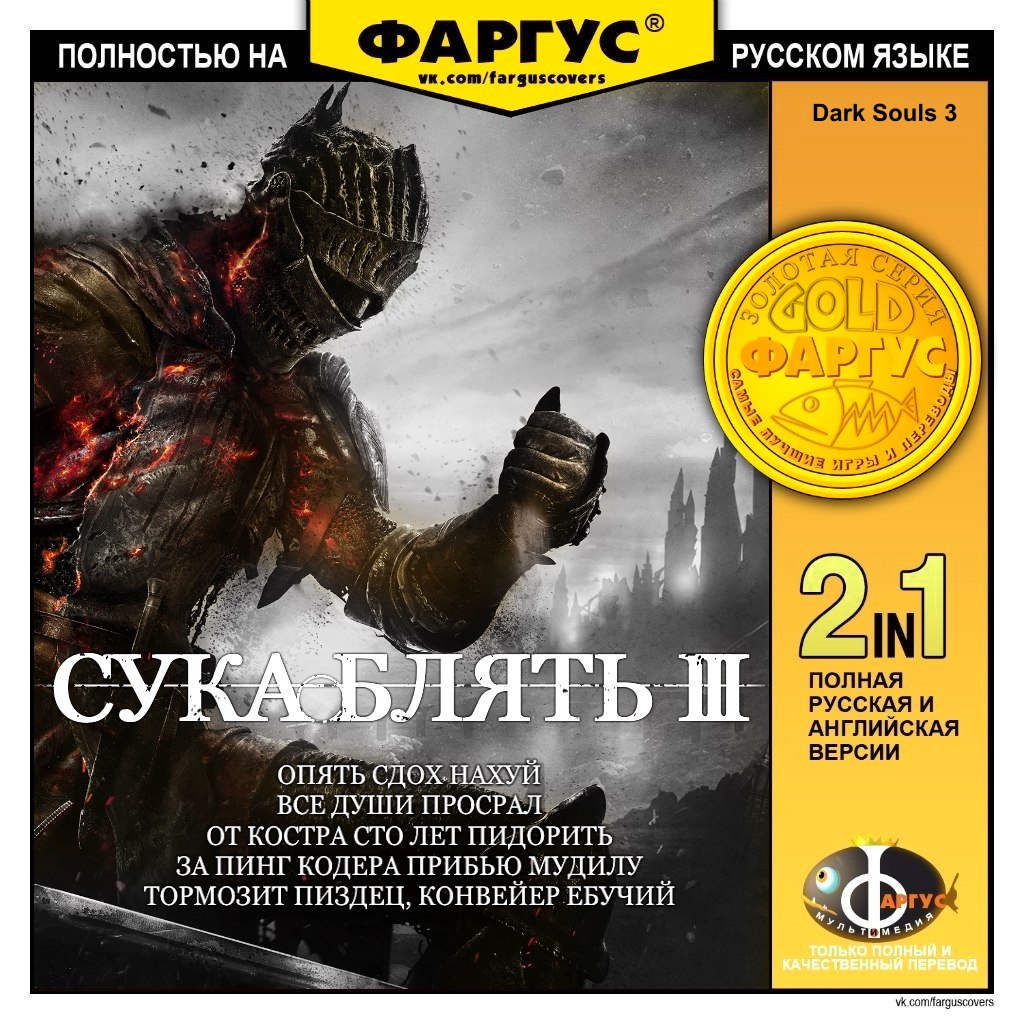 ФАРГУС®
vk.com/farguscovers
ПОЛНОСТЬЮ НА
РУССКОМ ЯЗЫКЕ
Dark Souls 3
ЗОЛОТАЯ СЕРИЯ
GOLD
ФАРГУС
САМЫЕ ЛУЧШИЕ ИГРЫ И ПЕРЕВОДЫ
2IN1
ПОЛНАЯ
РУССКАЯ И
АНГЛИЙСКАЯ
ВЕРСИИ
СУКА БЛЯТЬ III
ОПЯТЬ СДОХ НАХУЙ
ВСЕ ДУШИ ПРОСРАЛ
ОТ КОСТРА СТО ЛЕТ ПИДОРИТЬ
ЗА ПИНГ КОДЕРА ПРИБЬЮ МУДИЛУ
ТОРМОЗИТ ПИЗДЕЦ, КОНВЕЙЕР ЕБУЧИЙ
ФАРГУС
МУЛЬТИМЕДИЯ
ТОЛЬКО ПОЛНЫЙ И
КАЧЕСТВЕННЫЙ ПЕРЕВОД
vk.com/farguscovers